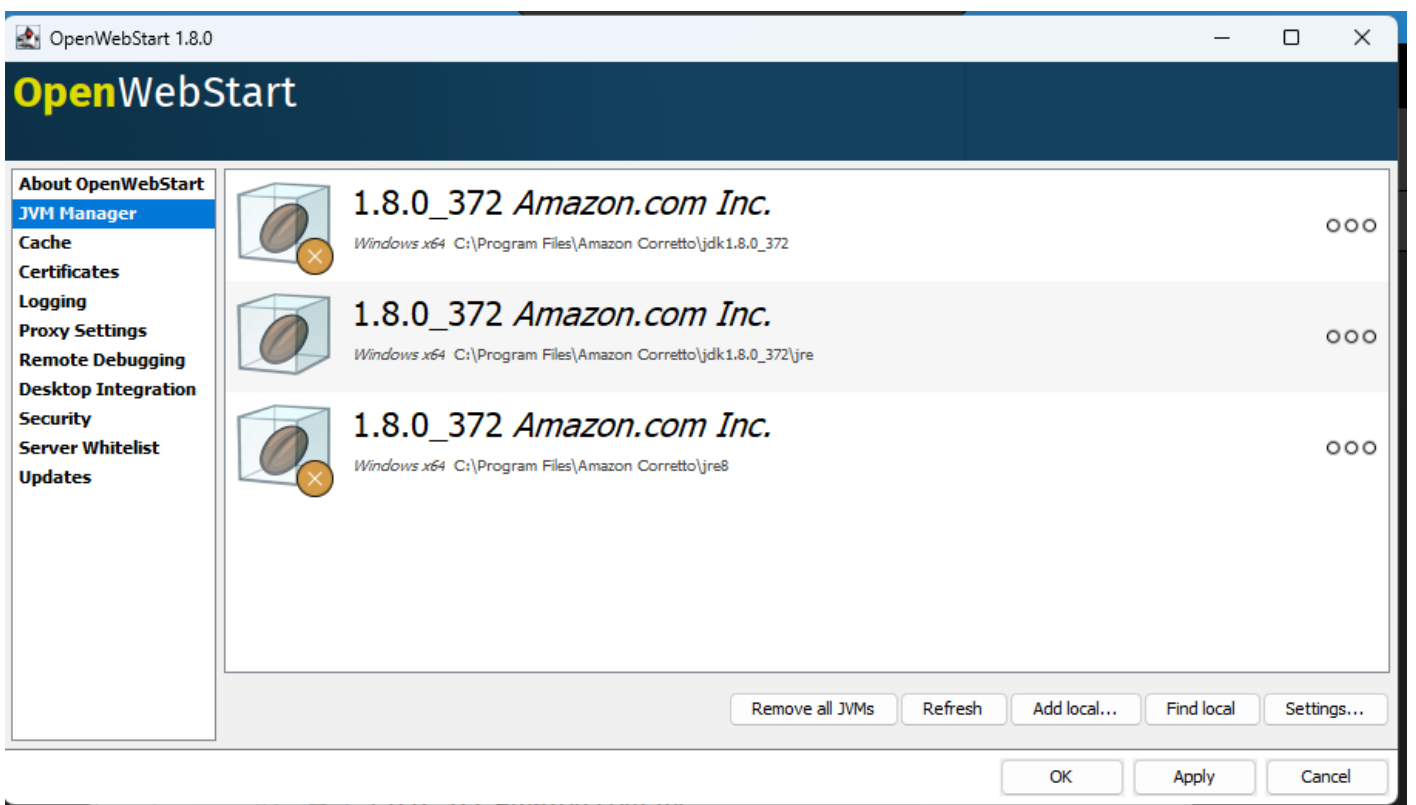 OpenWebStart 1.8.0
OpenWebStart
About OpenWebStart
JVM Manager
Cache
Certificates
Logging
Proxy Settings
Remote Debugging
Desktop Integration
Security
Server Whitelist
Updates
1.8.0_372 Amazon.com Inc.
Windows x64 C:\Program Files\Amazon Corretto\jdk1.8.0_372
1.8.0_372 Amazon.com Inc.
Windows x64 C:\Program Files\Amazon Corretto\jdk1.8.0_372\jre
1.8.0_372 Amazon.com Inc.
Windows x64 C:\Program Files\Amazon Corretto\jre8
Remove all JVMs Refresh Add local... Find local Settings...
OK Apply Cancel